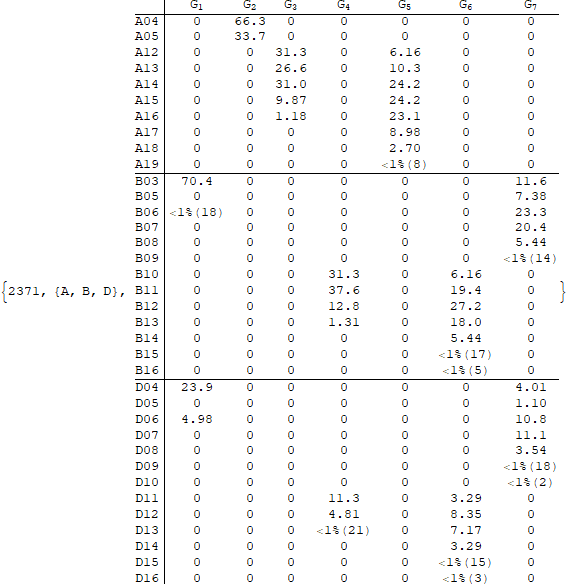 G₁ G₂ G₃ G₄ G₅ G₆ G₇
A04 0 66.3 0 0 0 0 0
A05 0 33.7 0 0 0 0 0
A12 0 0 31.3 0 6.16 0 0
A13 0 0 26.6 0 10.3 0 0
A14 0 0 31.0 0 24.2 0 0
A15 0 0 9.87 0 24.2 0 0
A16 0 0 1.18 0 23.1 0 0
A17 0 0 0 0 8.98 0 0
A18 0 0 0 0 2.70 0 0
A19 0 0 0 0 <1%(8) 0 0
B03 70.4 0 0 0 0 0 11.6
B05 0 0 0 0 0 0 7.38
B06 <1%(18) 0 0 0 0 0 23.3
B07 0 0 0 0 0 0 20.4
B08 0 0 0 0 0 0 5.44
B09 0 0 0 0 0 0 <1%(14)
B10 0 0 0 31.3 0 6.16 0
{2371, {A, B, D}, B11 0 0 0 37.6 0 19.4 0 }
B12 0 0 0 12.8 0 27.2 0
B13 0 0 0 1.31 0 18.0 0
B14 0 0 0 0 0 5.44 0
B15 0 0 0 0 0 <1%(17) 0
B16 0 0 0 0 0 <1%(5) 0
D04 23.9 0 0 0 0 0 4.01
D05 0 0 0 0 0 0 1.10
D06 4.98 0 0 0 0 0 10.8
D07 0 0 0 0 0 0 11.1
D08 0 0 0 0 0 0 3.54
D09 0 0 0 0 0 0 <1%(18)
D10 0 0 0 0 0 0 <1%(2)
D11 0 0 0 11.3 0 3.29 0
D12 0 0 0 4.81 0 8.35 0
D13 0 0 0 <1%(21) 0 7.17 0
D14 0 0 0 0 0 3.29 0
D15 0 0 0 0 0 <1%(15) 0
D16 0 0 0 0 0 <1%(3) 0